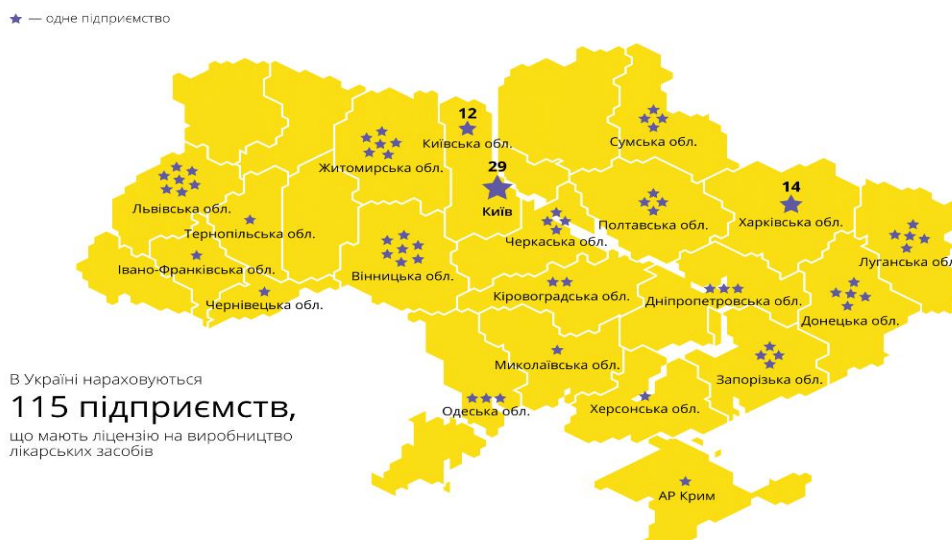 — одне підприємство
12
Київська обл.
Сумська обл.
Житомирська обл.
29
Київ
14
Харківська обл.
Львівська обл.
Тернопільська обл.
Черкаська обл.
Полтавська обл.
Луганська обл
Івано-Франківська обл.
Вінницька обл.
Чернівецька обл.
Кіровоградська обл.
Дніпропетровська обл.
Донецька обл.
Миколаївська обл.
Запорізька обл.
Одеська обл.
Херсонська обл.
АР Крим
В Україні нараховуються
115 підприємств,
що мають ліцензію на виробництво
лікарських засобів